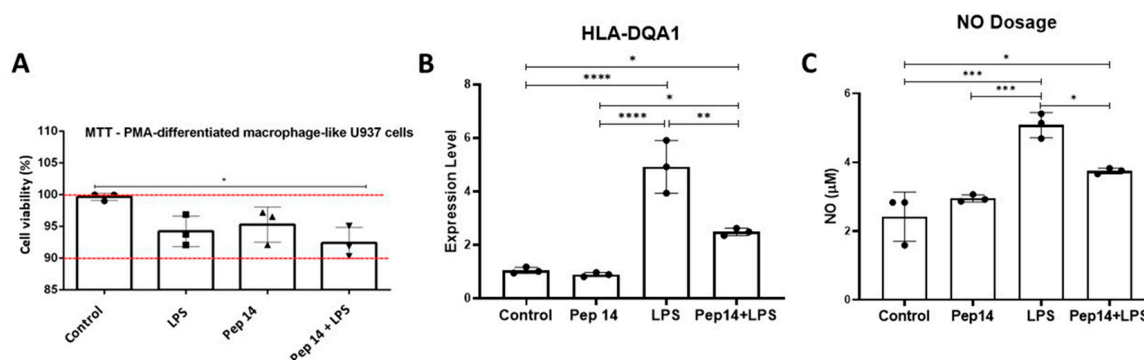 A
MTT - PMA-differentiated macrophage-like U937 cells
*
Cell viability (%)
110
105
100
95
90
85
Control
LPS
Pep 14
Pep 14 + LPS
B
HLA-DQA1
*
****
*
****
**
Expression Level
8
6
4
2
0
Control
Pep 14
LPS
Pep14+LPS
C
NO Dosage
*
***
***
*
NO (µM)
6
4
2
0
Control
Pep14
LPS
Pep14+LPS